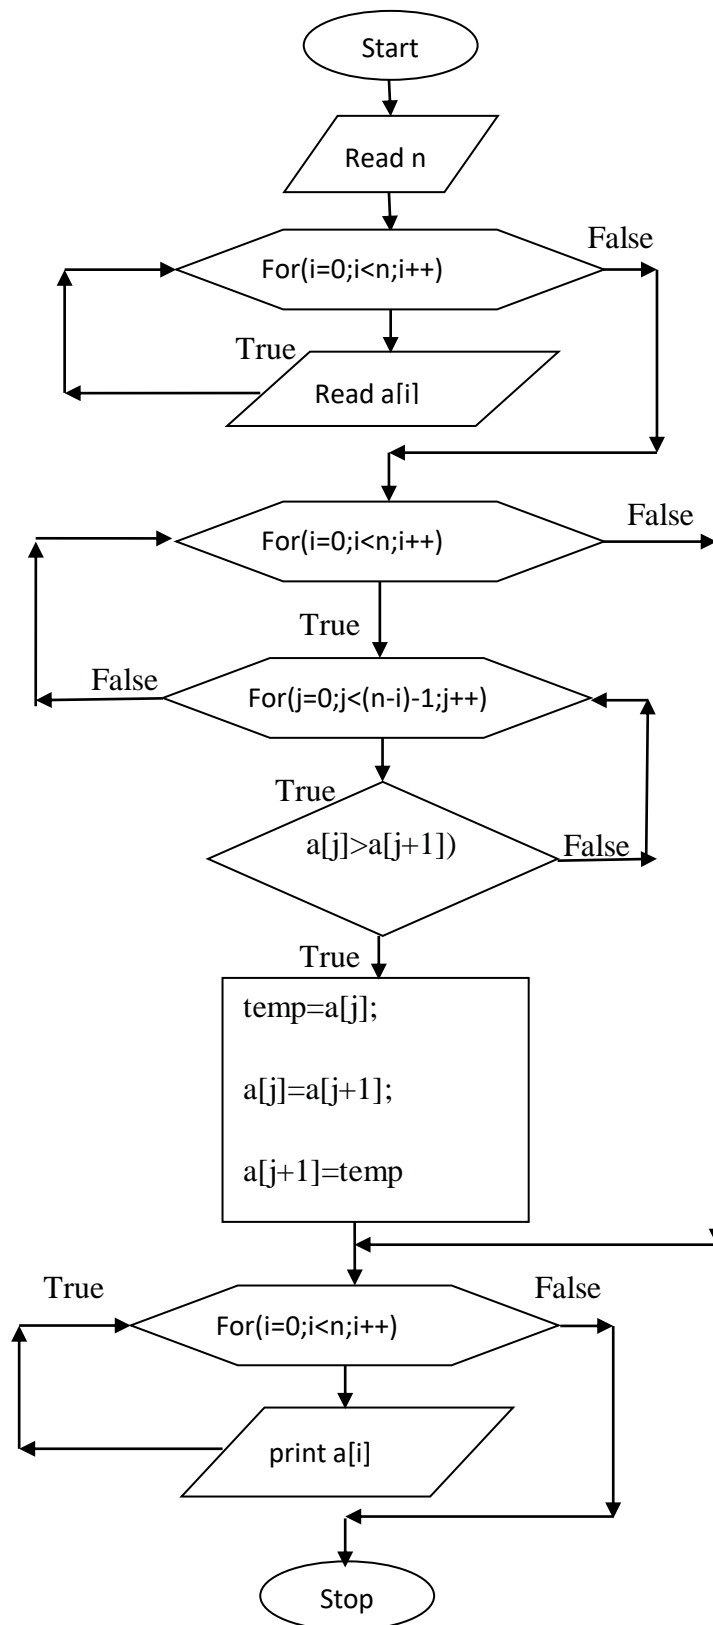 Start
Read n
False
For(i=0;i<n;i++)
True
Read a[i]
False
For(i=0;i<n;i++)
True
False
For(j=0;j<(n-i)-1;j++)
True
a[j]>a[j+1])
False
True
temp=a[j];
a[j]=a[j+1];
a[j+1]=temp
True
False
For(i=0;i<n;i++)
print a[i]
Stop